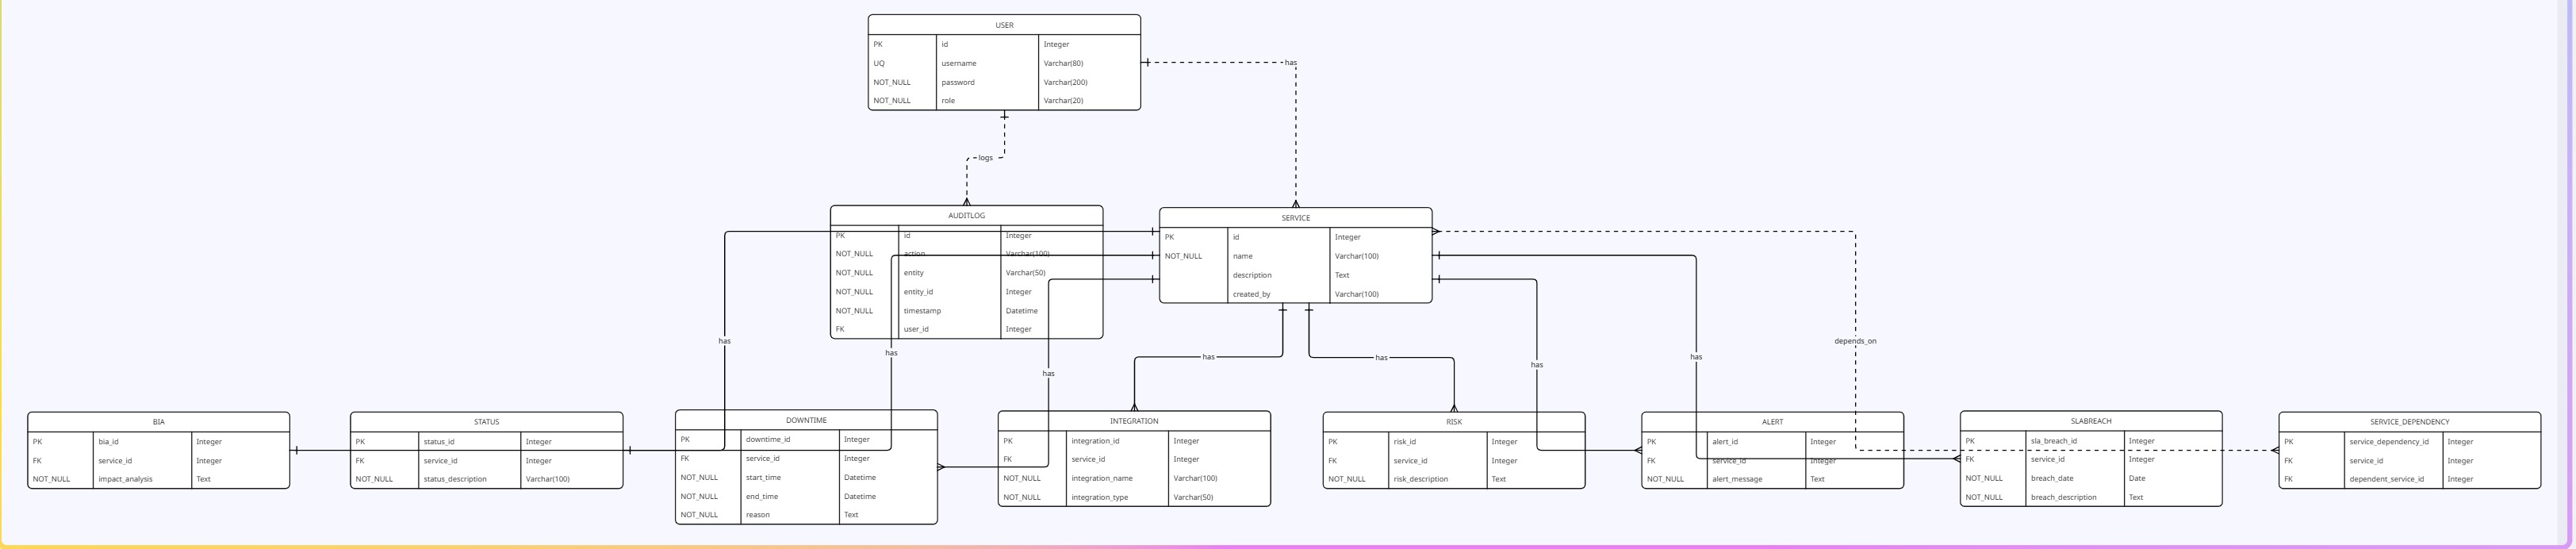 USER
PK id Integer
UQ username Varchar(80)
NOT_NULL password Varchar(200)
NOT_NULL role Varchar(20)
has
logs
AUDITLOG
PK id Integer
NOT_NULL action Varchar(100)
NOT_NULL entity Varchar(50)
NOT_NULL entity_id Integer
NOT_NULL timestamp Datetime
FK user_id Integer
SERVICE
PK id Integer
NOT_NULL name Varchar(100)
description Text
created_by Varchar(100)
has
has
has
has
has
has
has
depends_on
BIA
PK bia_id Integer
FK service_id Integer
NOT_NULL impact_analysis Text
STATUS
PK status_id Integer
FK service_id Integer
NOT_NULL status_description Varchar(100)
DOWNTIME
PK downtime_id Integer
FK service_id Integer
NOT_NULL start_time Datetime
NOT_NULL end_time Datetime
NOT_NULL reason Text
INTEGRATION
PK integration_id Integer
FK service_id Integer
NOT_NULL integration_name Varchar(100)
NOT_NULL integration_type Varchar(50)
RISK
PK risk_id Integer
FK service_id Integer
NOT_NULL risk_description Text
ALERT
PK alert_id Integer
FK service_id Integer
NOT_NULL alert_message Text
SLABREACH
PK sla_breach_id Integer
FK service_id Integer
NOT_NULL breach_date Date
NOT_NULL breach_description Text
SERVICE_DEPENDENCY
PK service_dependency_id Integer
FK service_id Integer
FK dependent_service_id Integer